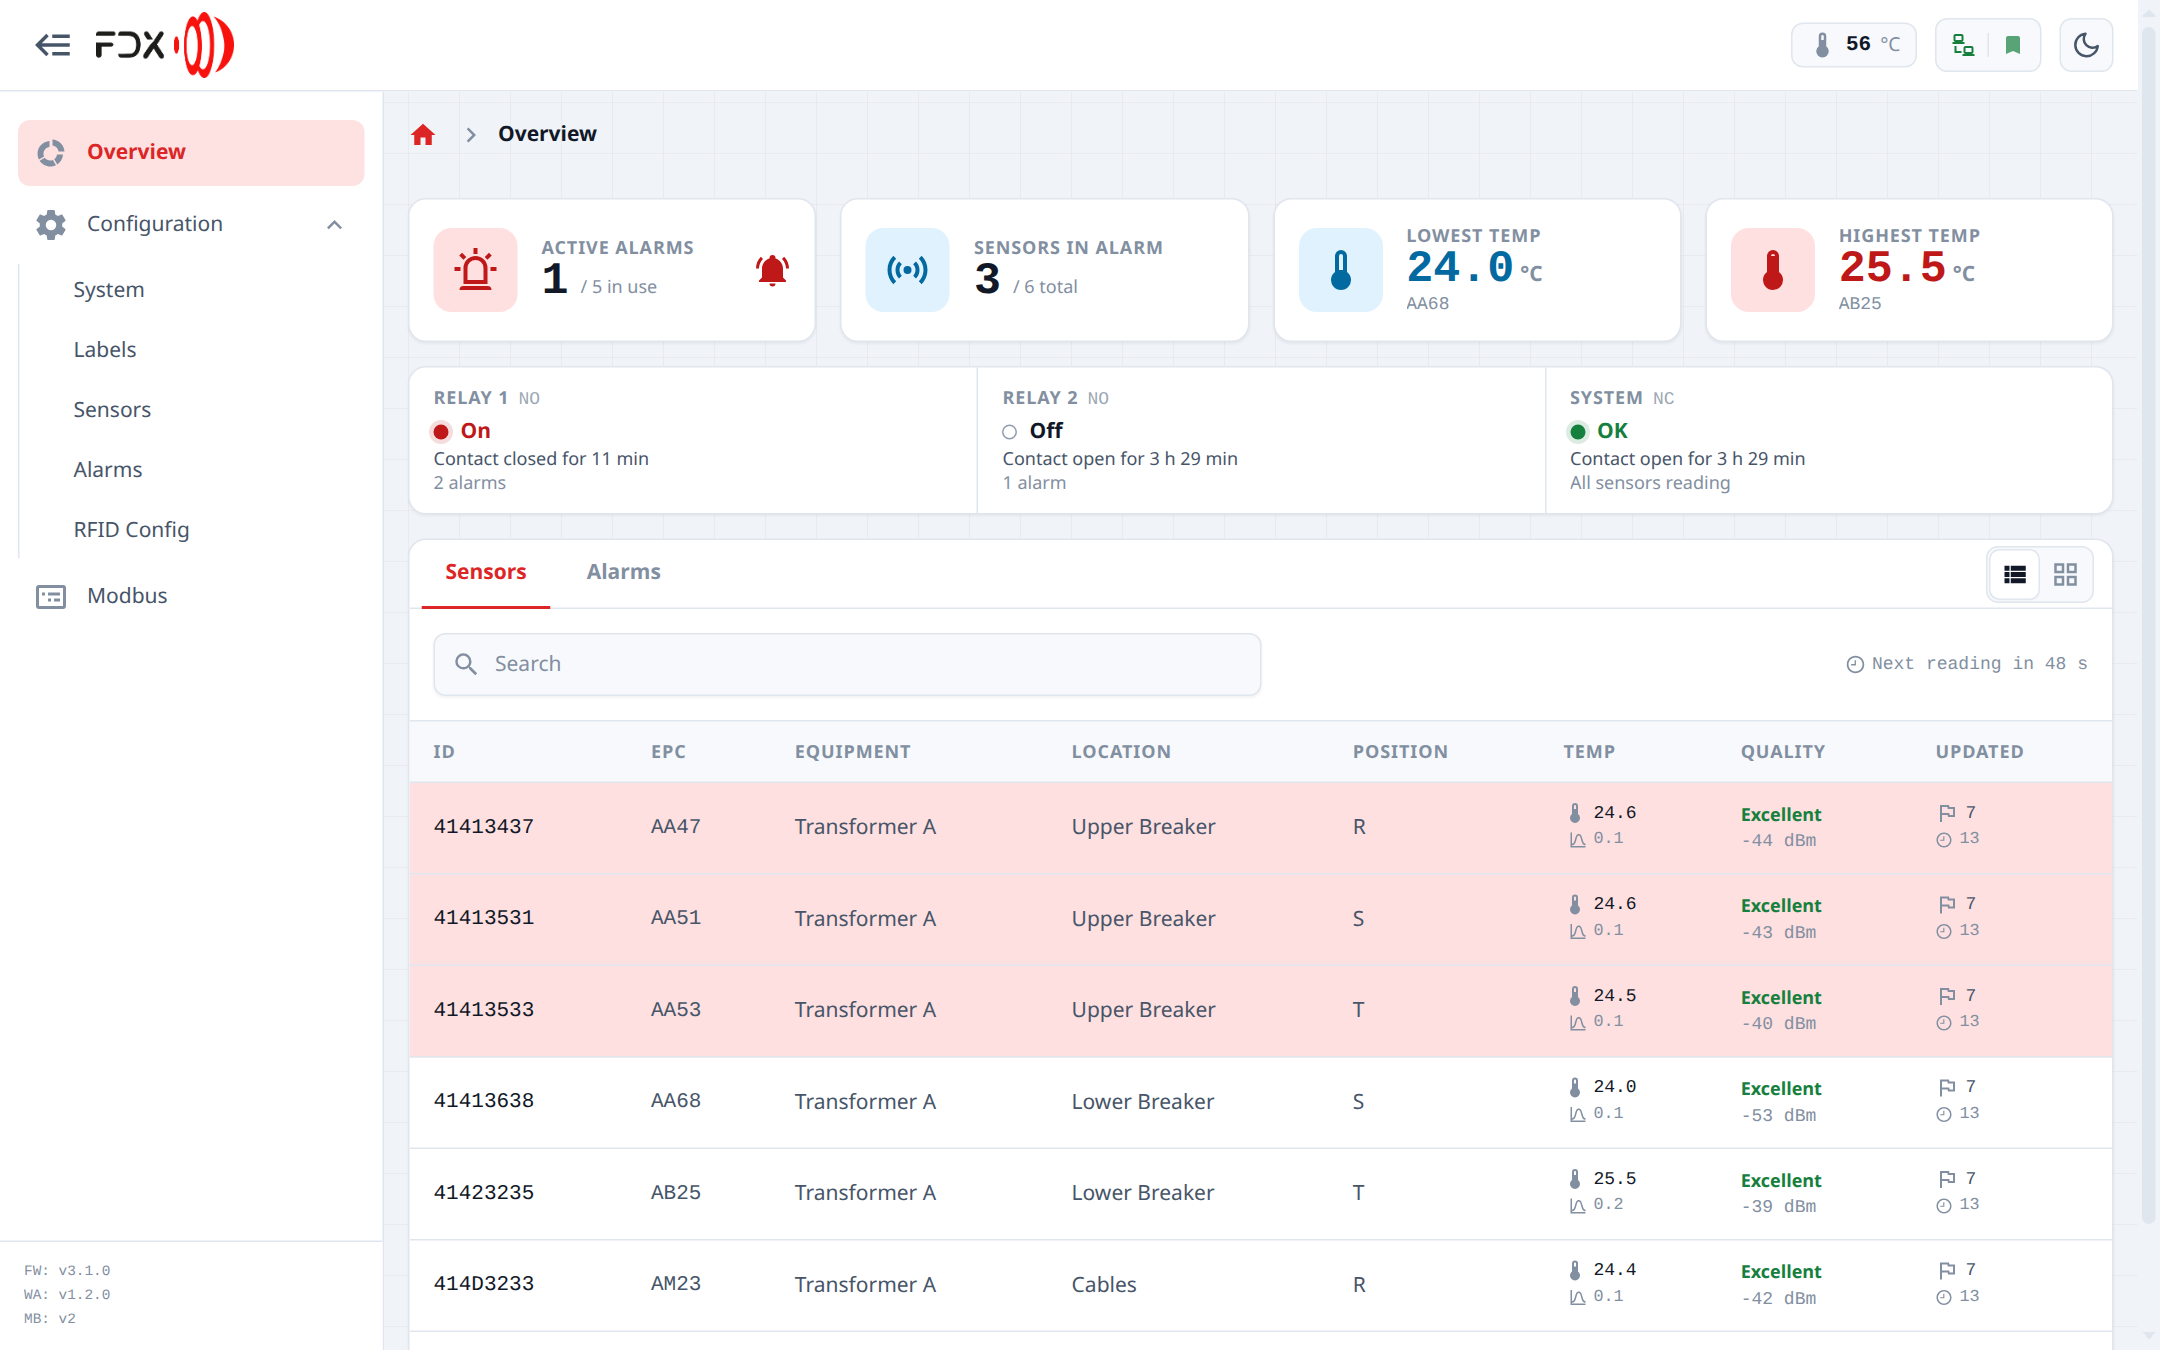 FDX
56 °C
Overview
Configuration
System
Labels
Sensors
Alarms
RFID Config
Modbus
FW: v3.1.0
WA: v1.2.0
MB: v2
Overview
ACTIVE ALARMS
1 / 5 in use
SENSORS IN ALARM
3 / 6 total
LOWEST TEMP
24.0 °C
AA68
HIGHEST TEMP
25.5 °C
AB25
RELAY 1 NO
On
Contact closed for 11 min
2 alarms
RELAY 2 NO
Off
Contact open for 3 h 29 min
1 alarm
SYSTEM NC
OK
Contact open for 3 h 29 min
All sensors reading
Sensors Alarms
Search
Next reading in 48 s
ID EPC EQUIPMENT LOCATION POSITION TEMP QUALITY UPDATED
41413437 AA47 Transformer A Upper Breaker R 24.6 Excellent 7
0.1 -44 dBm 13
41413531 AA51 Transformer A Upper Breaker S 24.6 Excellent 7
0.1 -43 dBm 13
41413533 AA53 Transformer A Upper Breaker T 24.5 Excellent 7
0.1 -40 dBm 13
41413638 AA68 Transformer A Lower Breaker S 24.0 Excellent 7
0.1 -53 dBm 13
41423235 AB25 Transformer A Lower Breaker T 25.5 Excellent 7
0.2 -39 dBm 13
414D3233 AM23 Transformer A Cables R 24.4 Excellent 7
0.1 -42 dBm 13